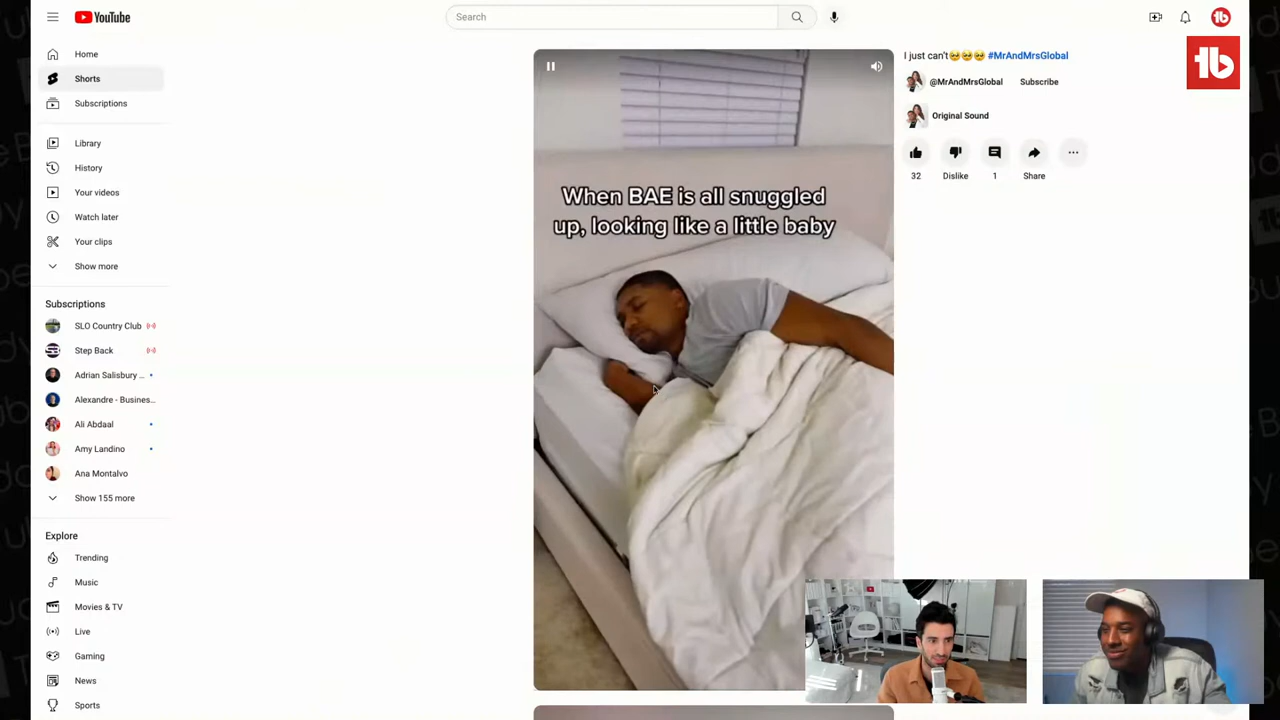 YouTube
Search
tb
tb
Home
Shorts
Subscriptions
Library
History
Your videos
Watch later
Your clips
Show more
Subscriptions
SLO Country Club
Step Back
Adrian Salisbury ...
Alexandre - Busines...
Ali Abdaal
Amy Landino
Ana Montalvo
Show 155 more
Explore
Trending
Music
Movies & TV
Live
Gaming
News
Sports
When BAE is all snuggled
up, looking like a little baby
I just can't🥺🥺🥺 #MrAndMrsGlobal
@MrAndMrsGlobal Subscribe
Original Sound
32 Dislike 1 Share